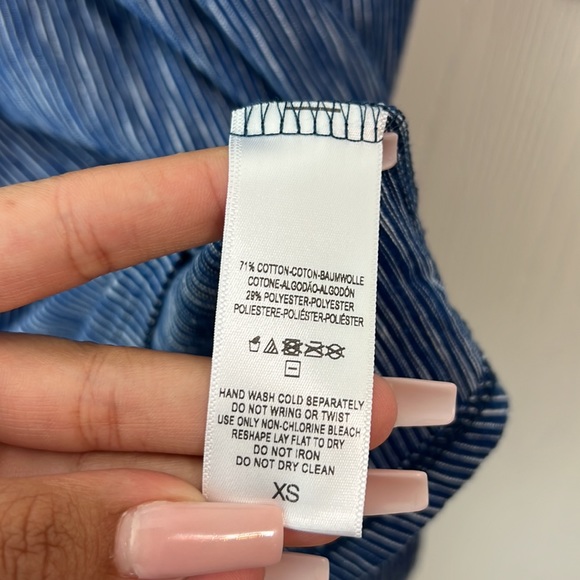 71% COTTON-COTON-BAUMWOLLE
COTONE-ALGODÃO-ALGODÓN
29% POLYESTER-POLYESTER
POLIESTERE-POLIÉSTER-POLIÉSTER
HAND WASH COLD SEPARATELY
DO NOT WRING OR TWIST
USE ONLY NON-CHLORINE BLEACH
RESHAPE LAY FLAT TO DRY
DO NOT IRON
DO NOT DRY CLEAN
XS